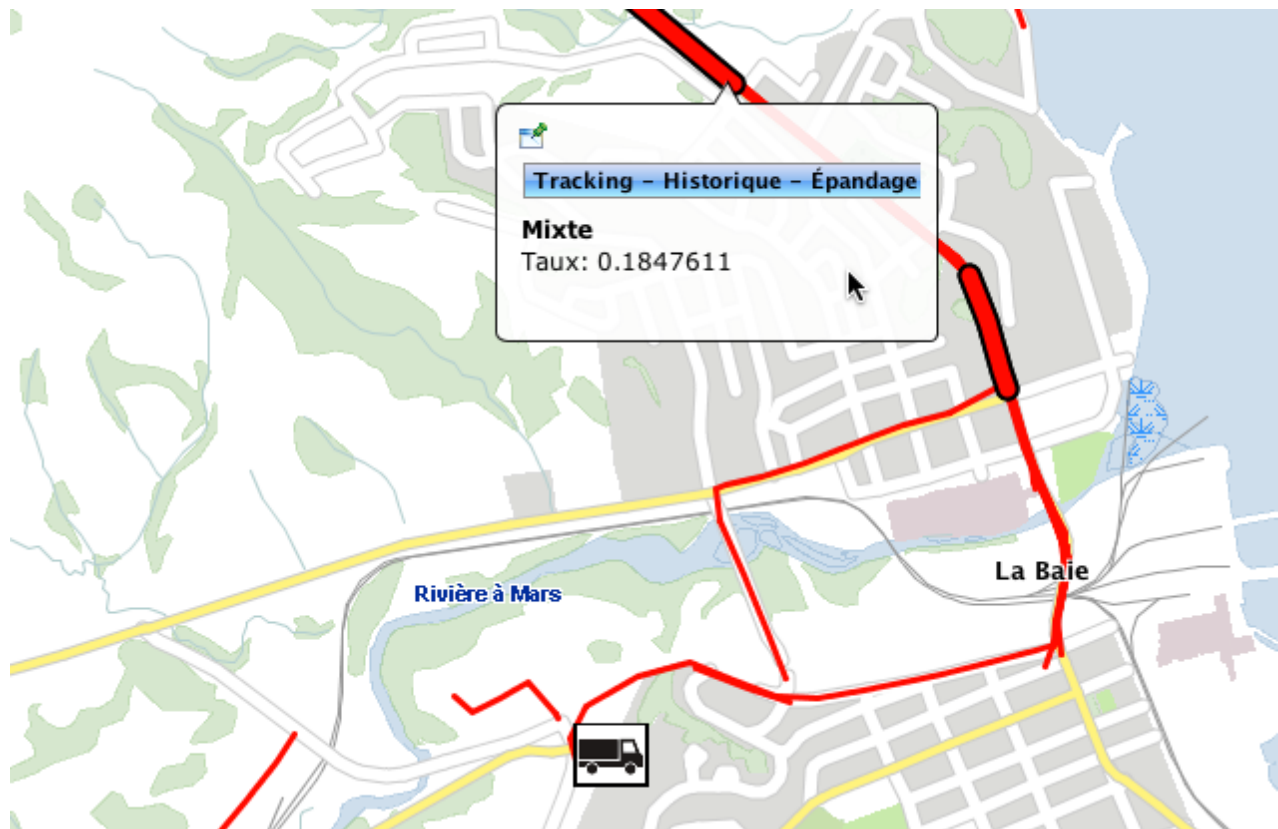 Tracking – Historique – Épandage
Mixte
Taux: 0.1847611
La Baie
Rivière à Mars